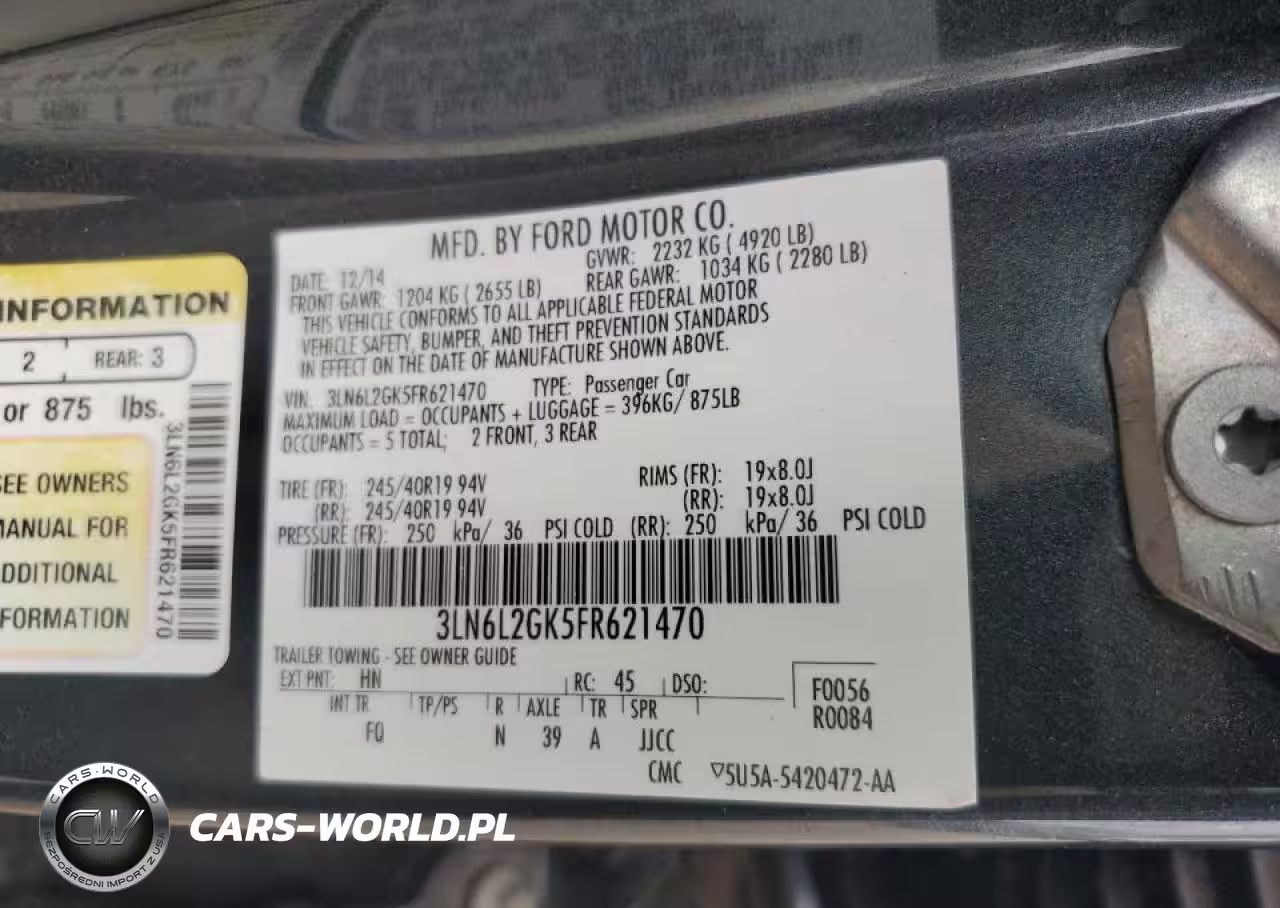 INFORMATION
2 REAR: 3
or 875 lbs.
SEE OWNERS
MANUAL FOR
ADDITIONAL
INFORMATION
3LN6L2GK5FR621470
MFD. BY FORD MOTOR CO.
DATE: 12/14 GVWR: 2232 KG ( 4920 LB)
FRONT GAWR: 1204 KG ( 2655 LB) REAR GAWR: 1034 KG ( 2280 LB)
THIS VEHICLE CONFORMS TO ALL APPLICABLE FEDERAL MOTOR
VEHICLE SAFETY, BUMPER, AND THEFT PREVENTION STANDARDS
IN EFFECT ON THE DATE OF MANUFACTURE SHOWN ABOVE.
VIN: 3LN6L2GK5FR621470 TYPE: Passenger Car
MAXIMUM LOAD = OCCUPANTS + LUGGAGE = 396KG/ 875LB
OCCUPANTS = 5 TOTAL; 2 FRONT, 3 REAR
TIRE (FR): 245/40R19 94V RIMS (FR): 19x8.0J
(RR): 245/40R19 94V (RR): 19x8.0J
PRESSURE (FR): 250 kPa/ 36 PSI COLD (RR): 250 kPa/ 36 PSI COLD
3LN6L2GK5FR621470
TRAILER TOWING - SEE OWNER GUIDE
EXT PNT: HN RC: 45 DSO:
INT TR TP/PS R AXLE TR SPR
FQ N 39 A JJCC
F0056
R0084
CMC ▽5U5A-5420472-AA
CARS-WORLD
CW
BEZPOŚREDNI IMPORT Z USA
CARS-WORLD.PL